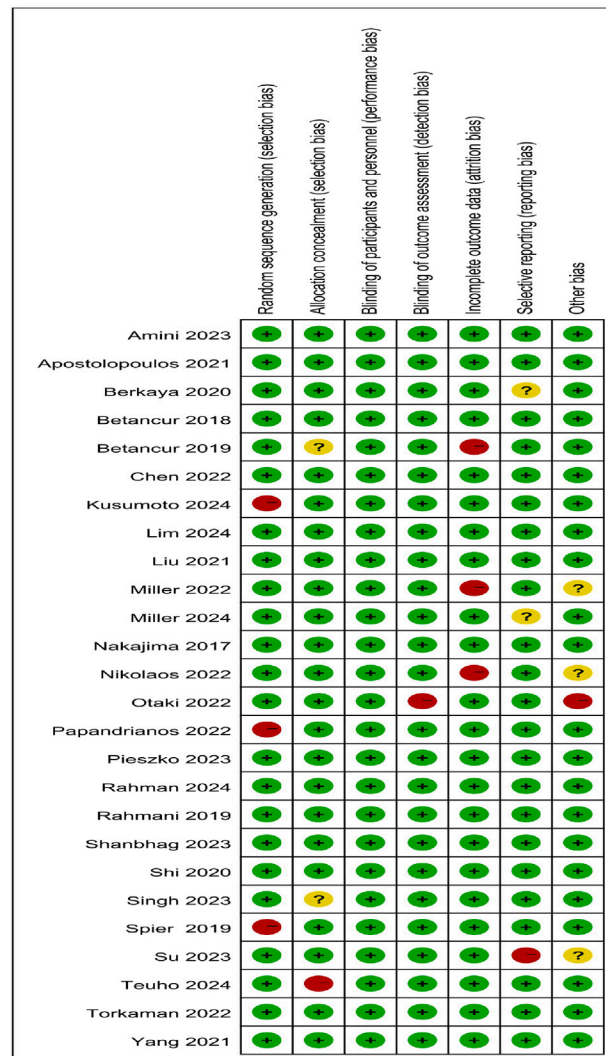 Random sequence generation (selection bias)
Allocation concealment (selection bias)
Blinding of participants and personnel (performance bias)
Blinding of outcome assessment (detection bias)
Incomplete outcome data (attrition bias)
Selective reporting (reporting bias)
Other bias
Amini 2023 + + + + + + +
Apostolopoulos 2021 + + + + + + +
Berkaya 2020 + + + + + ? +
Betancur 2018 + + + + + + +
Betancur 2019 + ? + + - + +
Chen 2022 + + + + + + +
Kusumoto 2024 - + + + + + +
Lim 2024 + + + + + + +
Liu 2021 + + + + + + +
Miller 2022 + + + + - + ?
Miller 2024 + + + + + ? +
Nakajima 2017 + + + + + + +
Nikolaos 2022 + + + + - + ?
Otaki 2022 + + + - + + -
Papandrianos 2022 - + + + + + +
Pieszko 2023 + + + + + + +
Rahman 2024 + + + + + + +
Rahmani 2019 + + + + + + +
Shanbhag 2023 + + + + + + +
Shi 2020 + + + + + + +
Singh 2023 + ? + + + + +
Spier 2019 - + + + + + +
Su 2023 + + + + + - ?
Teuho 2024 + - + + + + +
Torkaman 2022 + + + + + + +
Yang 2021 + + + + + + +